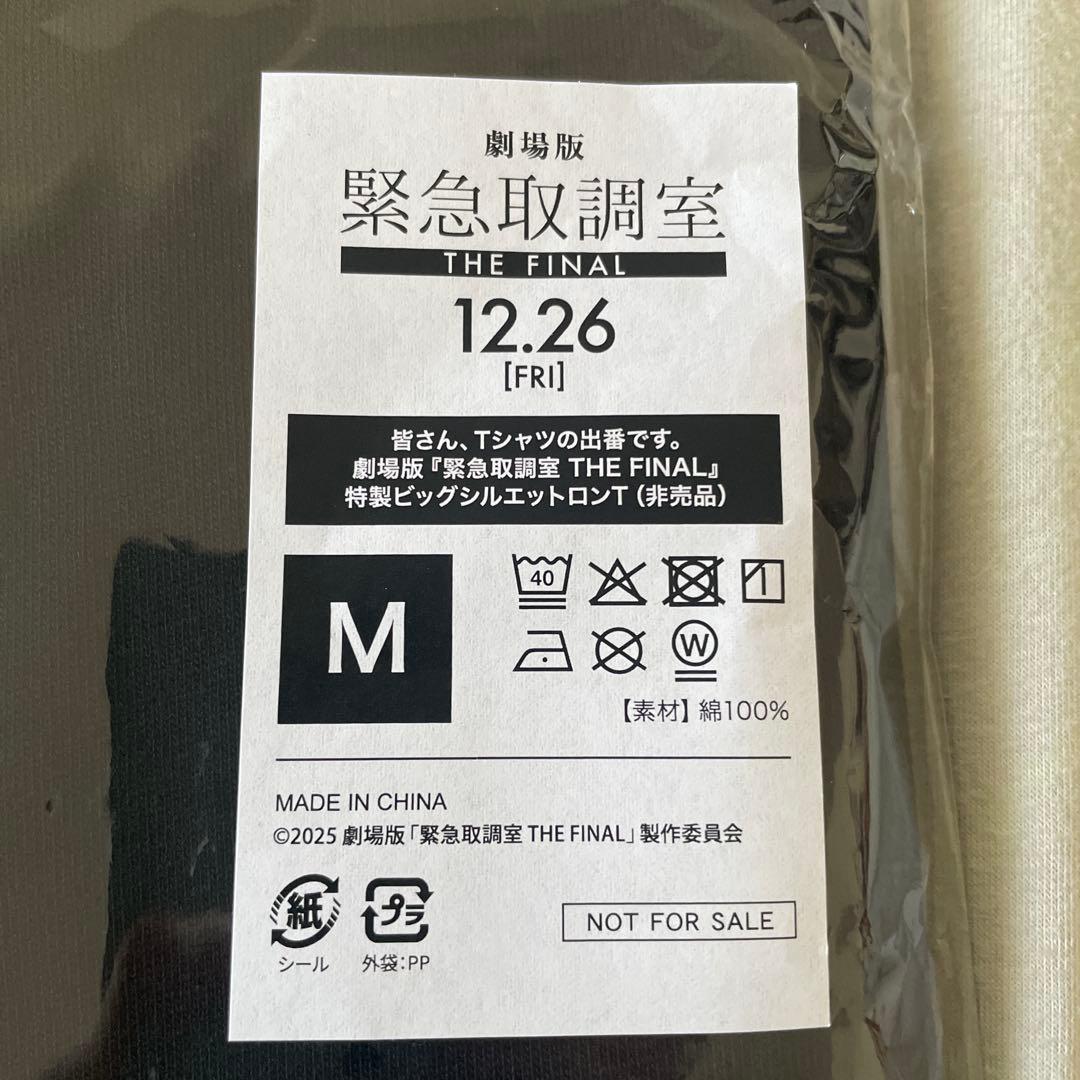 劇場版
緊急取調室
THE FINAL
12.26
[FRI]
皆さん、Tシャツの出番です。
劇場版『緊急取調室 THE FINAL』
特製ビッグシルエットロンT（非売品）
M
40
W
【素材】綿100%
MADE IN CHINA
©2025 劇場版「緊急取調室 THE FINAL」製作委員会
紙 プラ
シール 外袋：PP
NOT FOR SALE